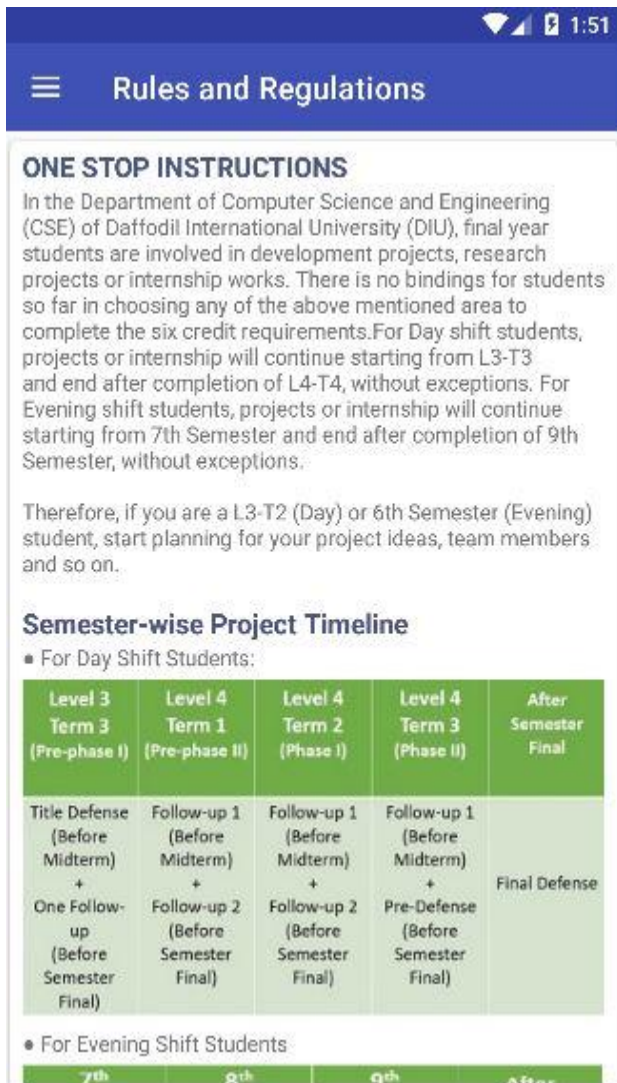 1:51
Rules and Regulations
ONE STOP INSTRUCTIONS
In the Department of Computer Science and Engineering
(CSE) of Daffodil International University (DIU), final year
students are involved in development projects, research
projects or internship works. There is no bindings for students
so far in choosing any of the above mentioned area to
complete the six credit requirements.For Day shift students,
projects or internship will continue starting from L3-T3
and end after completion of L4-T4, without exceptions. For
Evening shift students, projects or internship will continue
starting from 7th Semester and end after completion of 9th
Semester, without exceptions.
Therefore, if you are a L3-T2 (Day) or 6th Semester (Evening)
student, start planning for your project ideas, team members
and so on.
Semester-wise Project Timeline
• For Day Shift Students:
Level 3 Level 4 Level 4 Level 4 After
Term 3 Term 1 Term 2 Term 3 Semester
(Pre-phase I) (Pre-phase II) (Phase I) (Phase II) Final
Title Defense Follow-up 1 Follow-up 1 Follow-up 1
(Before (Before (Before (Before
Midterm) Midterm) Midterm) Midterm)
+ + + + Final Defense
One Follow- Follow-up 2 Follow-up 2 Pre-Defense
up (Before (Before (Before
(Before Semester Semester Semester
Semester Final) Final) Final)
Final)
• For Evening Shift Students
7th 8th 9th After